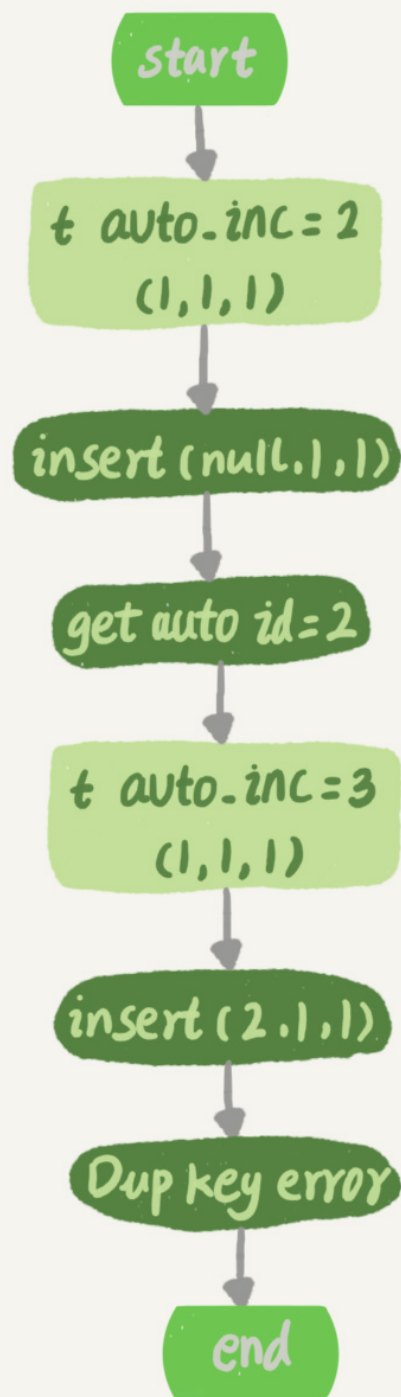 start
t auto_inc = 2
(1, 1, 1)
insert (null.1, 1)
get auto id=2
t auto_inc = 3
(1, 1, 1)
insert (2.1, 1)
Dup key error
end